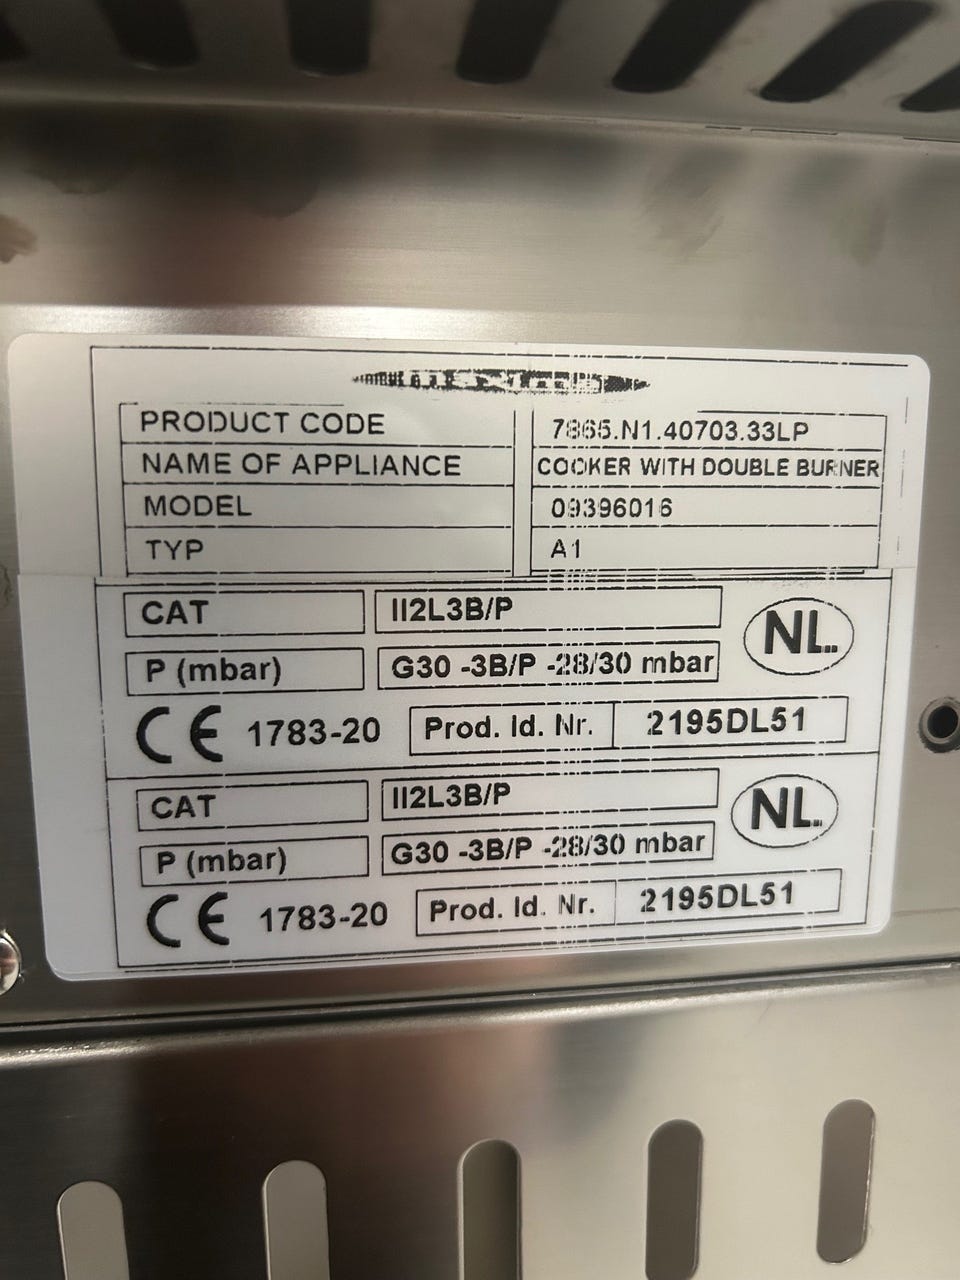 PRODUCT CODE 7865.N1.40703.33LP
NAME OF APPLIANCE COOKER WITH DOUBLE BURNER
MODEL 09396016
TYP A1
CAT II2L3B/P NL..
P (mbar) G30 -3B/P -28/30 mbar
CE 1783-20 Prod. Id. Nr. 2195DL51
CAT II2L3B/P NL..
P (mbar) G30 -3B/P -28/30 mbar
CE 1783-20 Prod. Id. Nr. 2195DL51